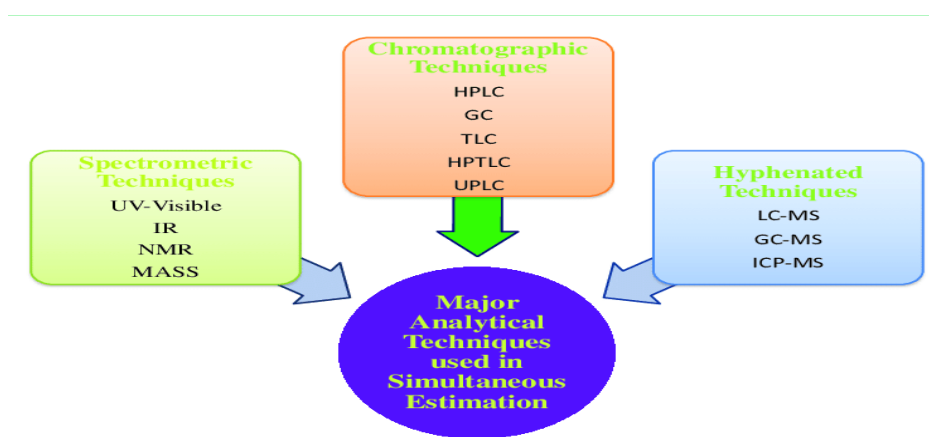 Chromatographic
Techniques
HPLC
GC
TLC
HPTLC
UPLC
Spectrometric
Techniques
UV-Visible
IR
NMR
MASS
Hyphenated
Techniques
LC-MS
GC-MS
ICP-MS
Major
Analytical
Techniques
used in
Simultaneous
Estimation